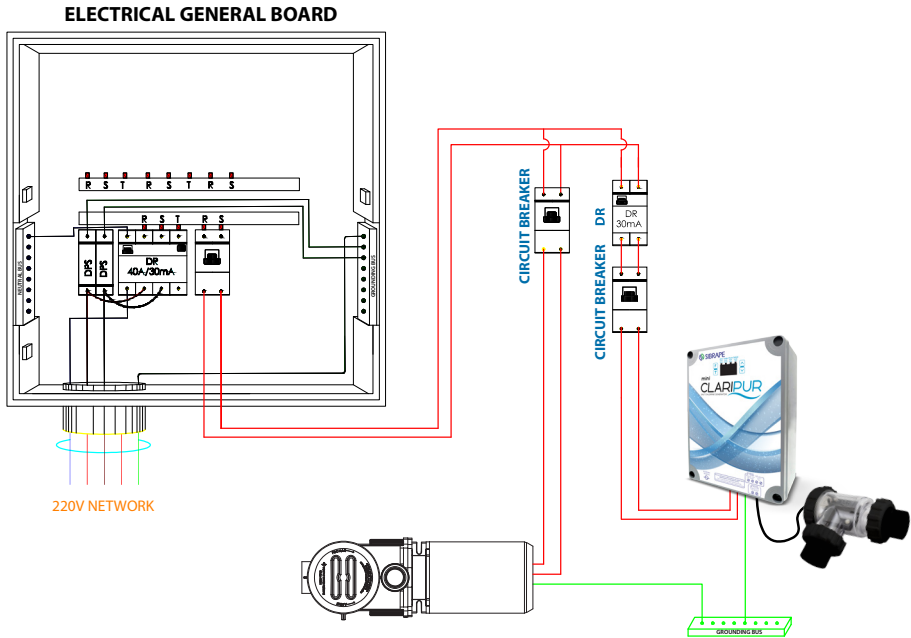 ELECTRICAL GENERAL BOARD
R S T R S T R S
R S T R S
NEUTRAL BUS
DPS
DPS
DR
40A/30mA
GROUNDING BUS
220V NETWORK
CIRCUIT BREAKER
DR
DR
30mA
CIRCUIT BREAKER
SIBRAPE
CLARIPUR
GROUNDING BUS